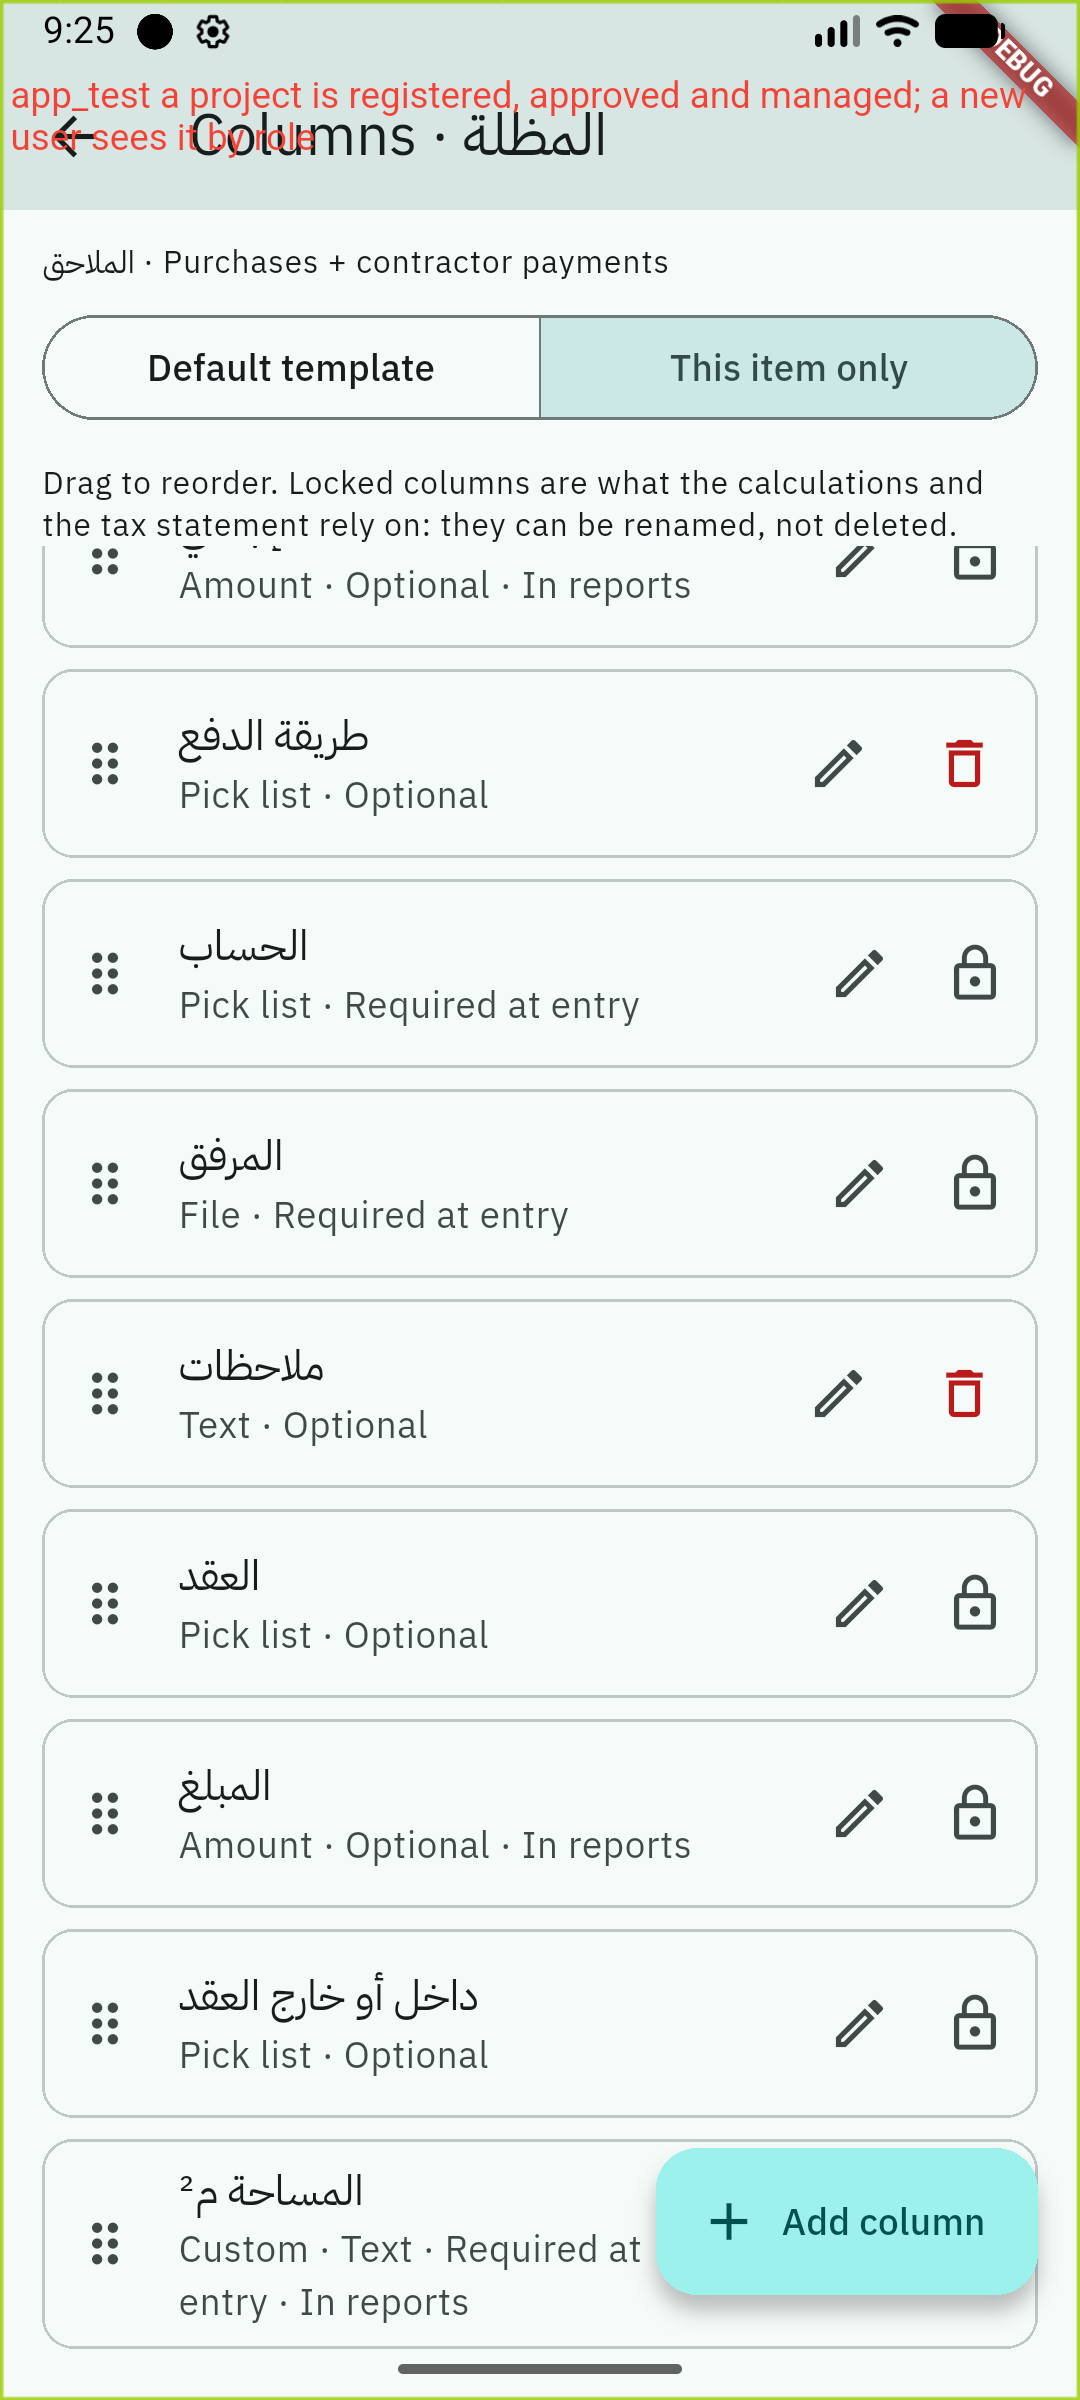 9:25
DEBUG
app_test a project is registered, approved and managed; a new
user sees it by role
Columns · المظلة
الملاحق · Purchases + contractor payments
Default template
This item only
Drag to reorder. Locked columns are what the calculations and
the tax statement rely on: they can be renamed, not deleted.
Amount · Optional · In reports
طريقة الدفع
Pick list · Optional
الحساب
Pick list · Required at entry
المرفق
File · Required at entry
ملاحظات
Text · Optional
العقد
Pick list · Optional
المبلغ
Amount · Optional · In reports
داخل أو خارج العقد
Pick list · Optional
المساحة م²
Custom · Text · Required at
entry · In reports
Add column